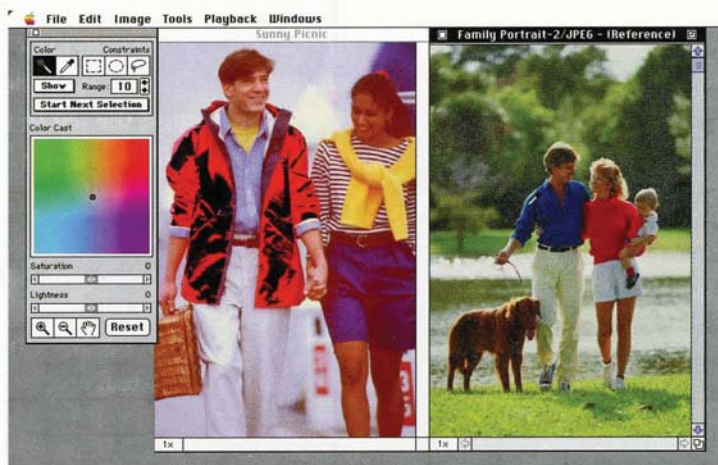 File Edit Image Tools Playback Windows
Sunny Picnic
Family Portrait-2/JPEG - (Reference)
Color Constraints
Show Range: 10
Start Next Selection
Color Cast
Saturation 0
Lightness 0
Reset
1x
1x